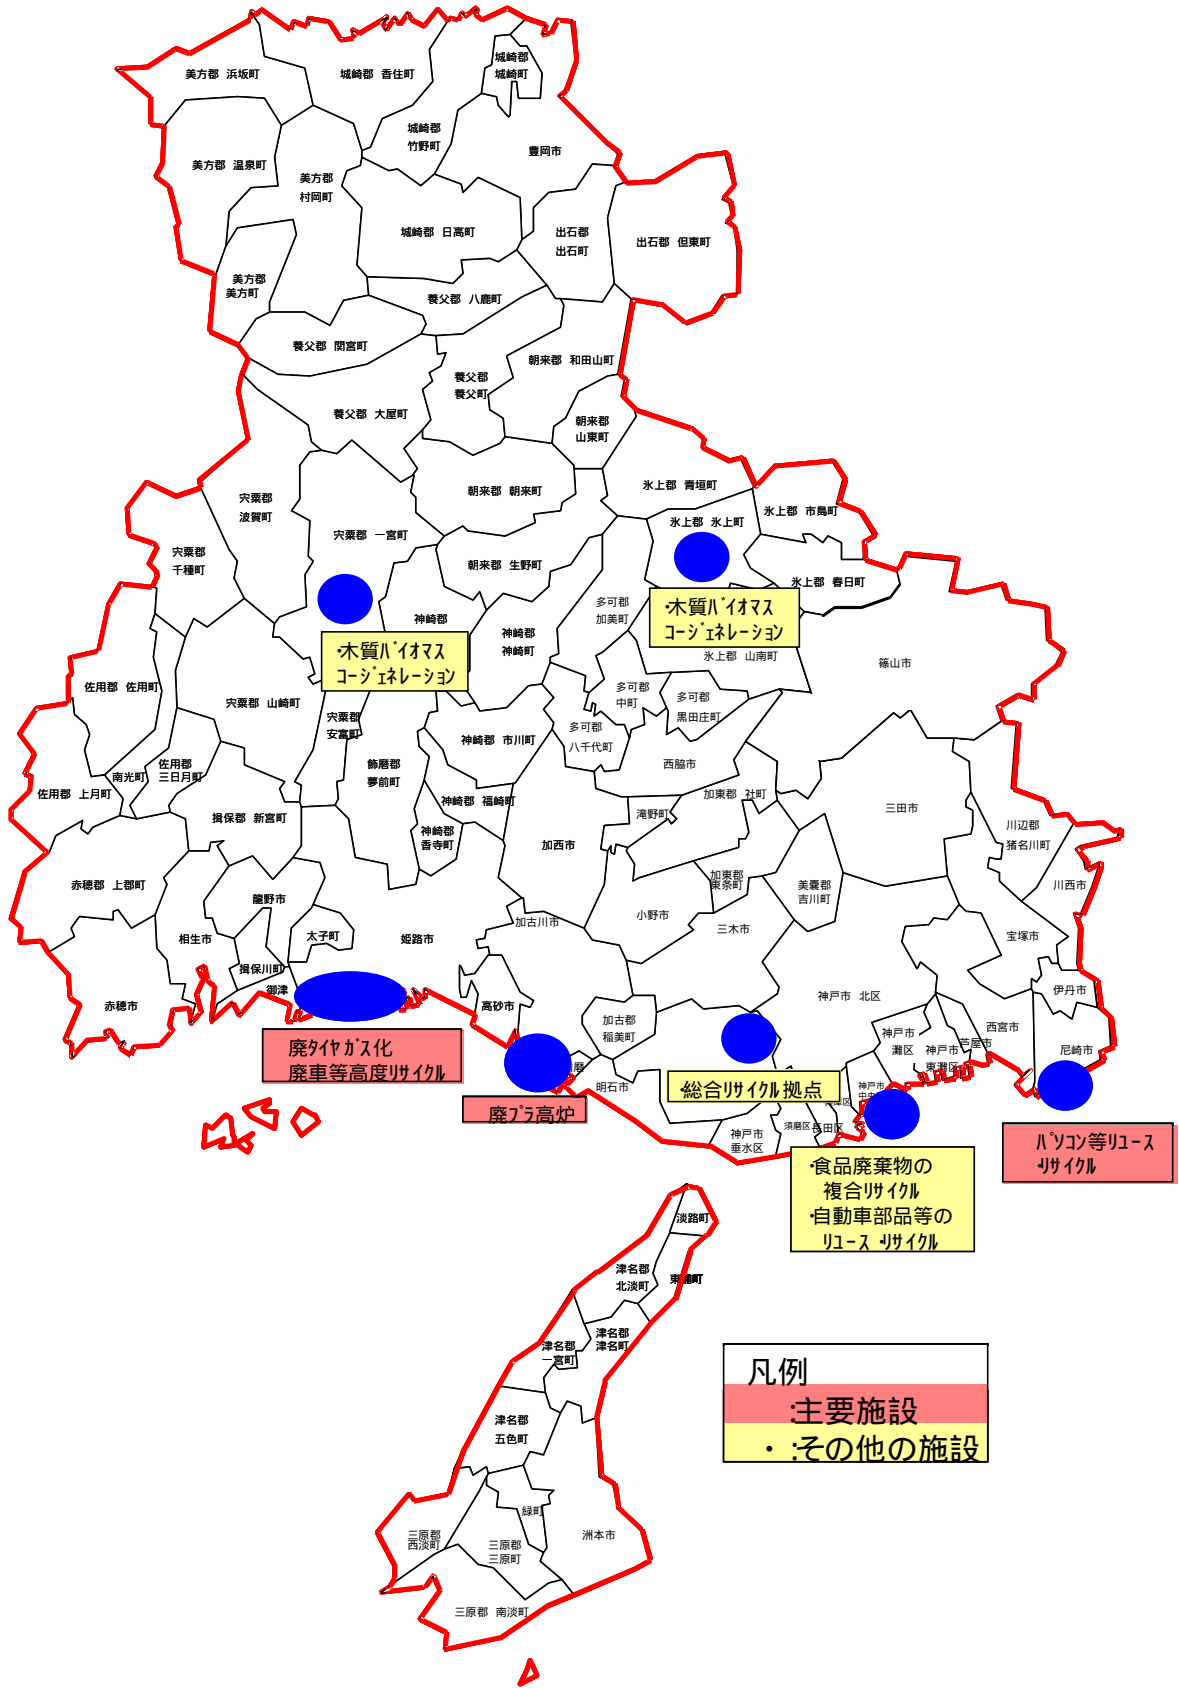 美方郡 浜坂町
城崎郡 香住町
城崎郡
城崎町
城崎郡
竹野町
豊岡市
美方郡 温泉町
美方郡
村岡町
城崎郡 日高町
出石郡
出石町
出石郡 但東町
美方郡
美方町
養父郡 八鹿町
養父郡 関宮町
朝来郡 和田山町
養父郡
養父町
養父郡 大屋町
朝来郡
山東町
朝来郡 朝来町
氷上郡 青垣町
宍粟郡
波賀町
宍粟郡 一宮町
氷上郡 氷上町
氷上郡 市島町
宍粟郡
千種町
朝来郡 生野町
氷上郡 春日町
多可郡
加美町
神崎郡
神崎郡
神崎町
・木質バイオマス
コージェネレーション
・木質バイオマス
コージェネレーション
氷上郡 山南町
篠山市
佐用郡 佐用町
宍粟郡 山崎町
宍粟郡
安富町
多可郡
中町
多可郡
黒田庄町
多可郡
八千代町
神崎郡 市川町
飾磨郡
夢前町
西脇市
佐用郡
三日月町
南光町
佐用郡 上月町
神崎郡 福崎町
加東郡 社町
滝野町
三田市
揖保郡 新宮町
神崎郡
香寺町
加西市
川辺郡
猪名川町
赤穂郡 上郡町
龍野市
加東郡
東条町
美嚢郡
吉川町
川西市
小野市
三木市
加古川市
相生市
太子町
姫路市
宝塚市
揖保川町
御津
赤穂市
高砂市
神戸市 北区
伊丹市
加古郡
稲美町
神戸市
灘区
西宮市
芦屋市
神戸市
東灘区
尼崎市
廃タイヤガス化
廃車等高度リサイクル
磨
明石市
・総合リサイクル拠点
神戸市
中央
廃プラ高炉
須磨区
長田区
神戸市
垂水区
パソコン等リユース
・リサイクル
・食品廃棄物の
複合リサイクル
・自動車部品等の
リユース・リサイクル
淡路町
津名郡
北淡町
東浦町
津名郡
津名町
津名郡
一宮町
凡例
:主要施設
・ :その他の施設
津名郡
五色町
緑町
洲本市
三原郡
西淡町
三原郡
三原町
三原郡 南淡町